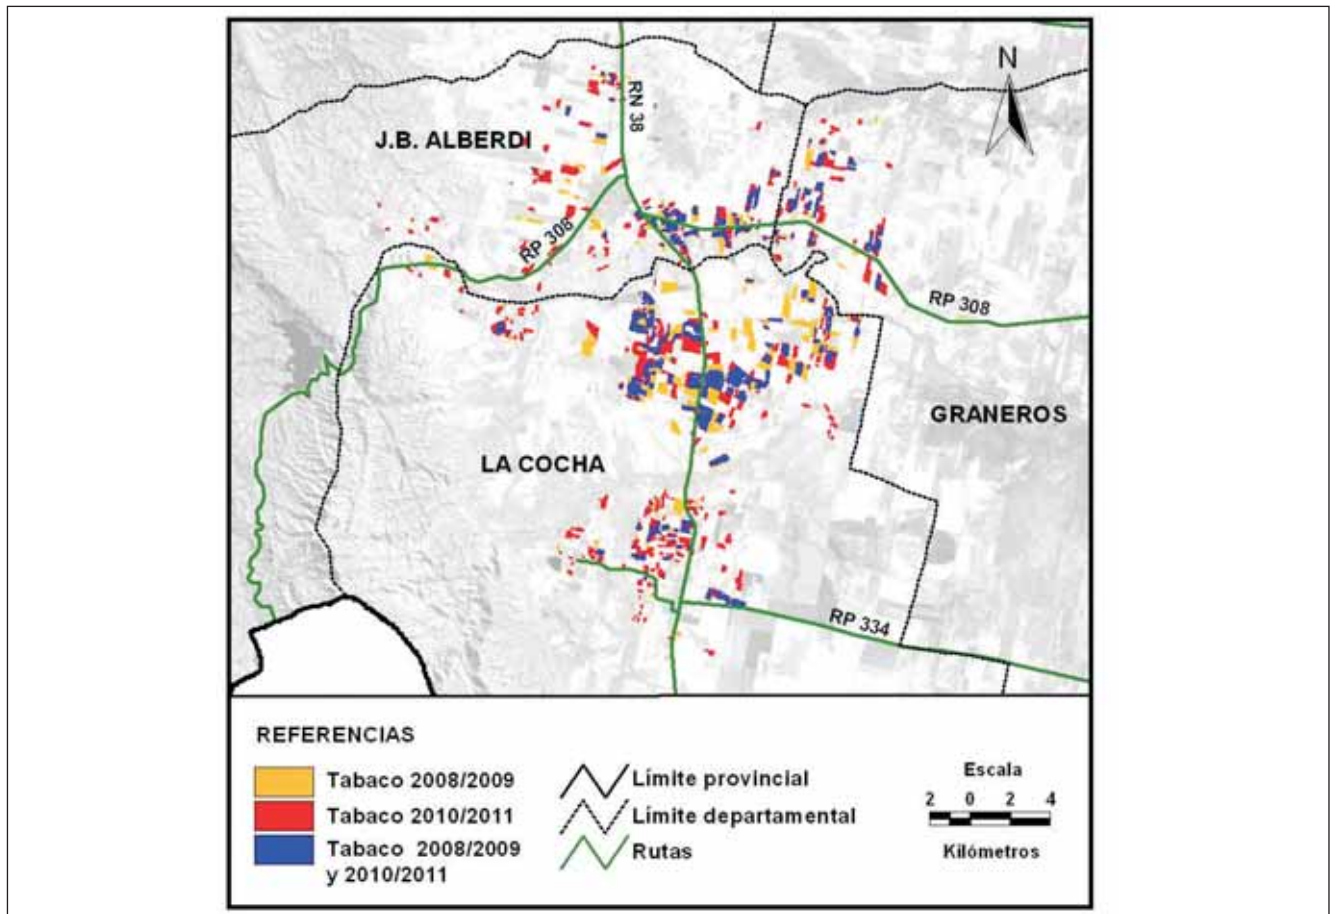 N
RN 38
J.B. ALBERDI
RP 308
RP 308
GRANEROS
LA COCHA
RP 334
REFERENCIAS
Tabaco 2008/2009
Tabaco 2010/2011
Tabaco 2008/2009
y 2010/2011
Límite provincial
Límite departamental
Rutas
Escala
2 0 2 4
Kilómetros